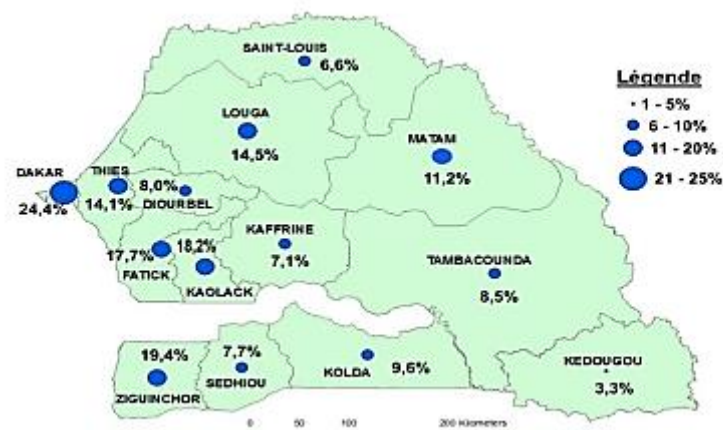 SAINT-LOUIS
6,6%
Légende
1 - 5%
6 - 10%
11 - 20%
21 - 25%
LOUGA
14,5%
MATAM
11,2%
DAKAR
24,4%
THIES
14,1%
8,0%
DIOURBEL
17,7%
FATICK
18,2%
KAOLACK
KAFFRINE
7,1%
TAMBACOUNDA
8,5%
19,4%
ZIGUINCHOR
7,7%
SEDHIOU
KOLDA
9,6%
KEDOUGOU
3,3%
0 50 100 200 Kilometers